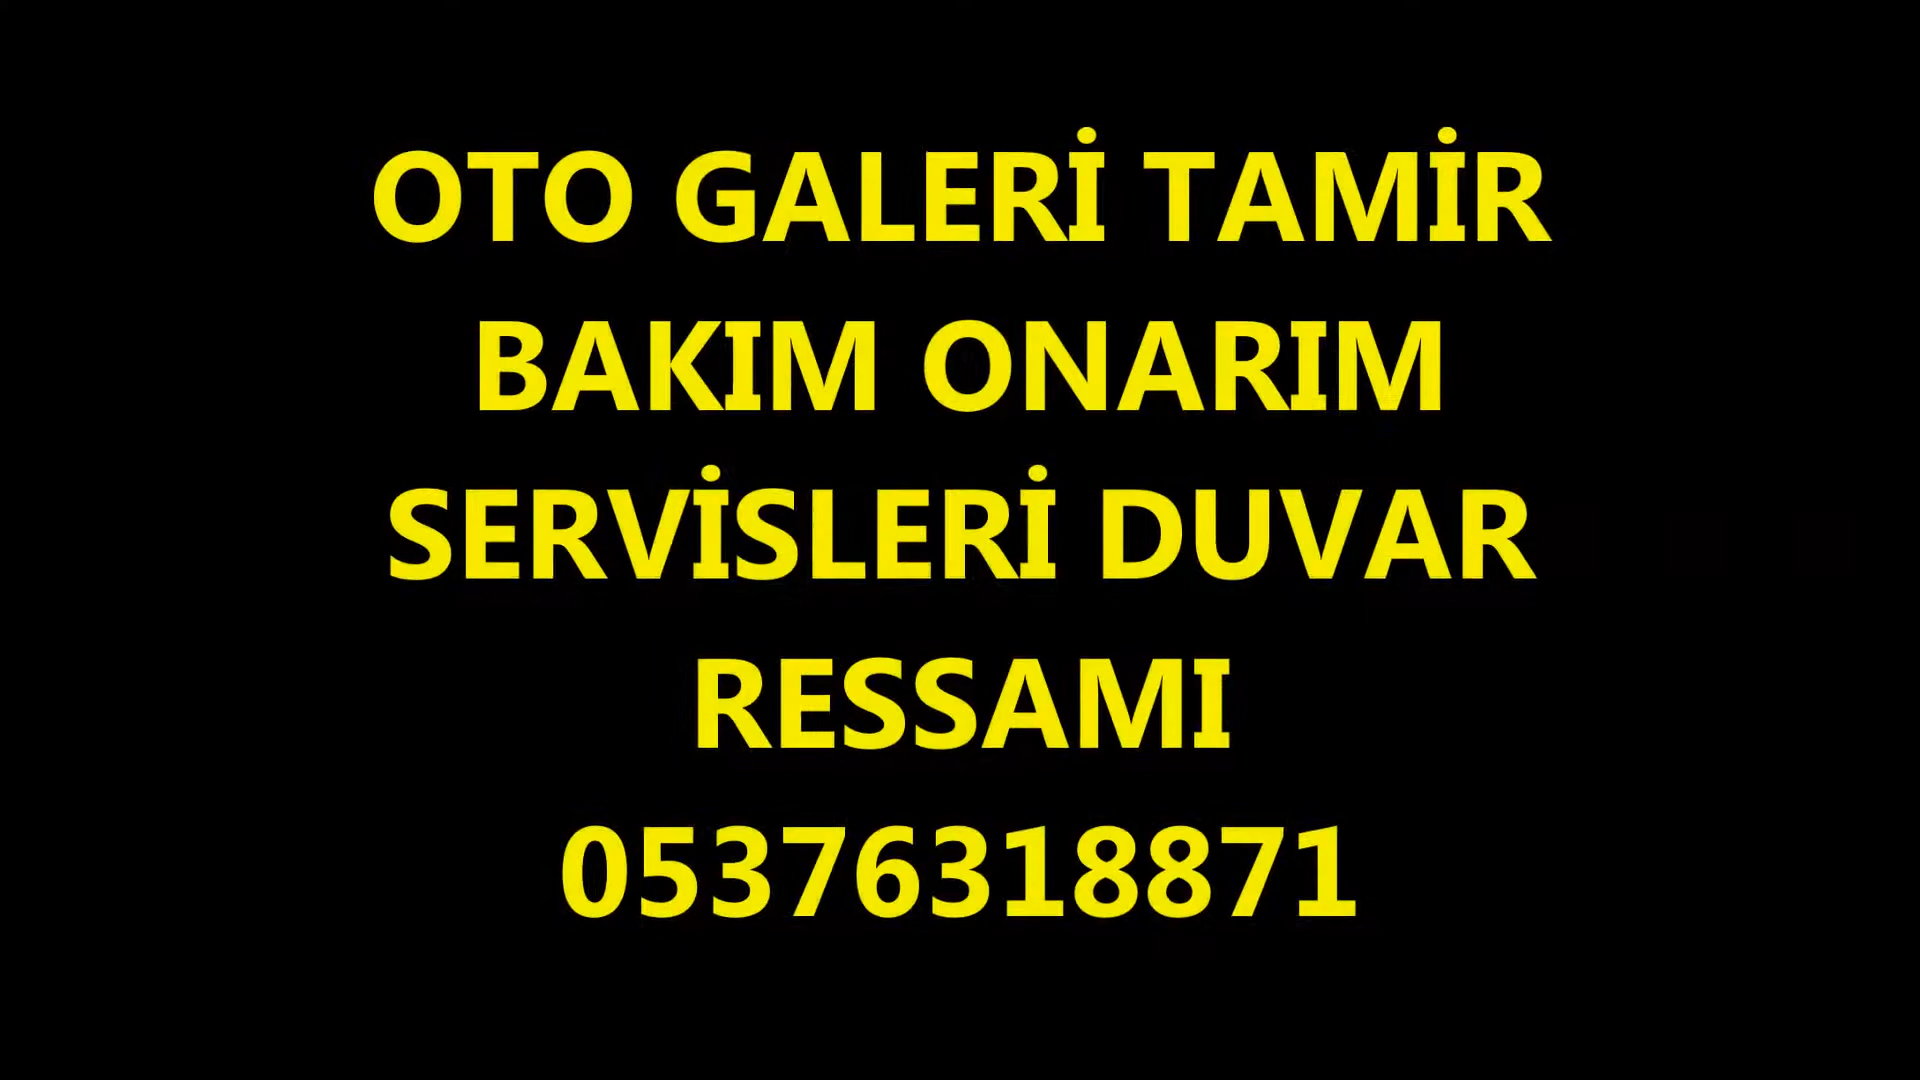 OTO GALERİ TAMİR
BAKIM ONARIM
SERVİSLERİ DUVAR
RESSAMI
05376318871